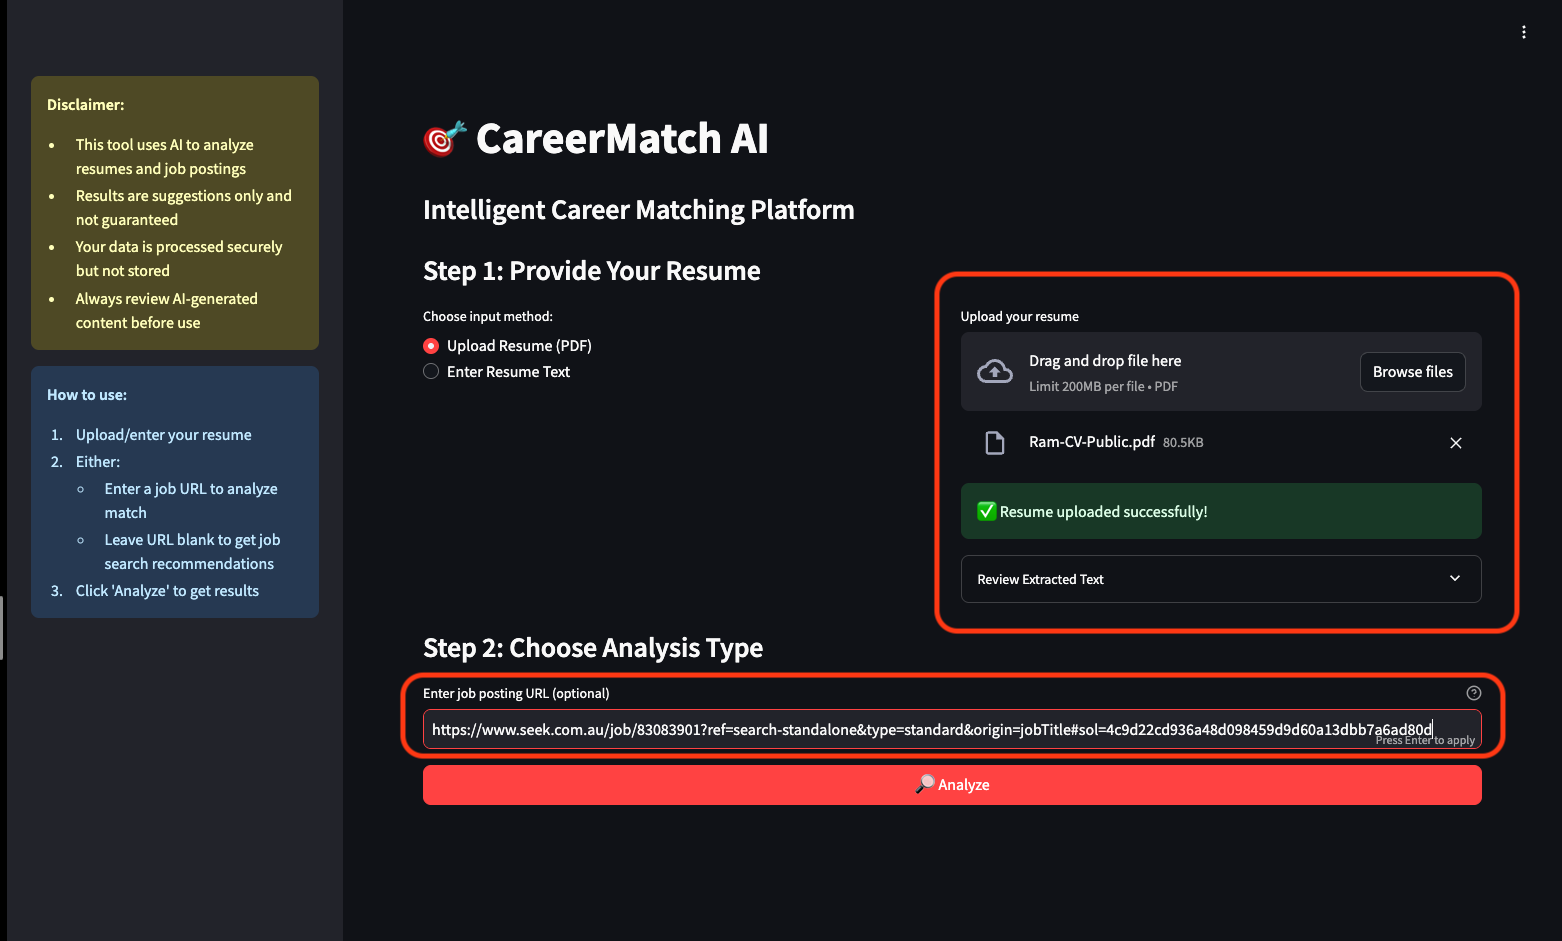 Disclaimer:
• This tool uses AI to analyze
resumes and job postings
• Results are suggestions only and
not guaranteed
• Your data is processed securely
but not stored
• Always review AI-generated
content before use
How to use:
1. Upload/enter your resume
2. Either:
○ Enter a job URL to analyze
match
○ Leave URL blank to get job
search recommendations
3. Click 'Analyze' to get results
CareerMatch AI
Intelligent Career Matching Platform
Step 1: Provide Your Resume
Choose input method:
Upload Resume (PDF)
Enter Resume Text
Upload your resume
Drag and drop file here
Limit 200MB per file • PDF
Browse files
Ram-CV-Public.pdf 80.5KB
Resume uploaded successfully!
Review Extracted Text
Step 2: Choose Analysis Type
Enter job posting URL (optional)
https://www.seek.com.au/job/83083901?ref=search-standalone&type=standard&origin=jobTitle#sol=4c9d22cd936a48d098459d9d60a13dbb7a6ad80d
Press Enter to apply
Analyze